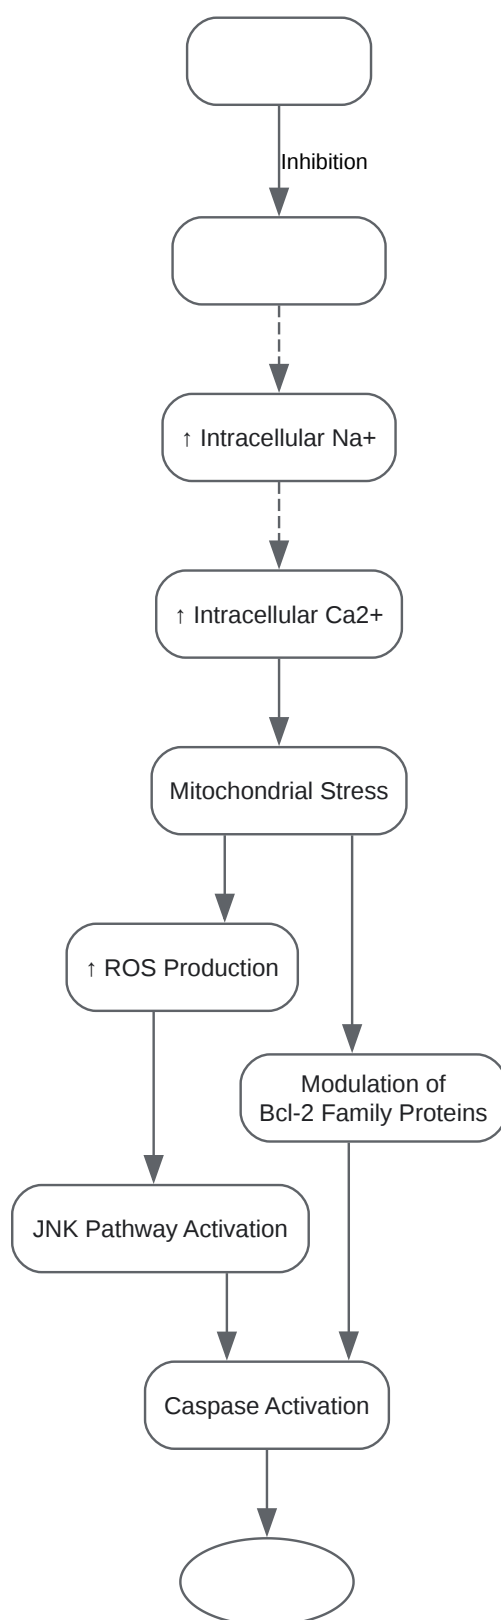 Inhibition
↑ Intracellular Na+
↑ Intracellular Ca2+
Mitochondrial Stress
↑ ROS Production
Modulation of
Bcl-2 Family Proteins
JNK Pathway Activation
Caspase Activation